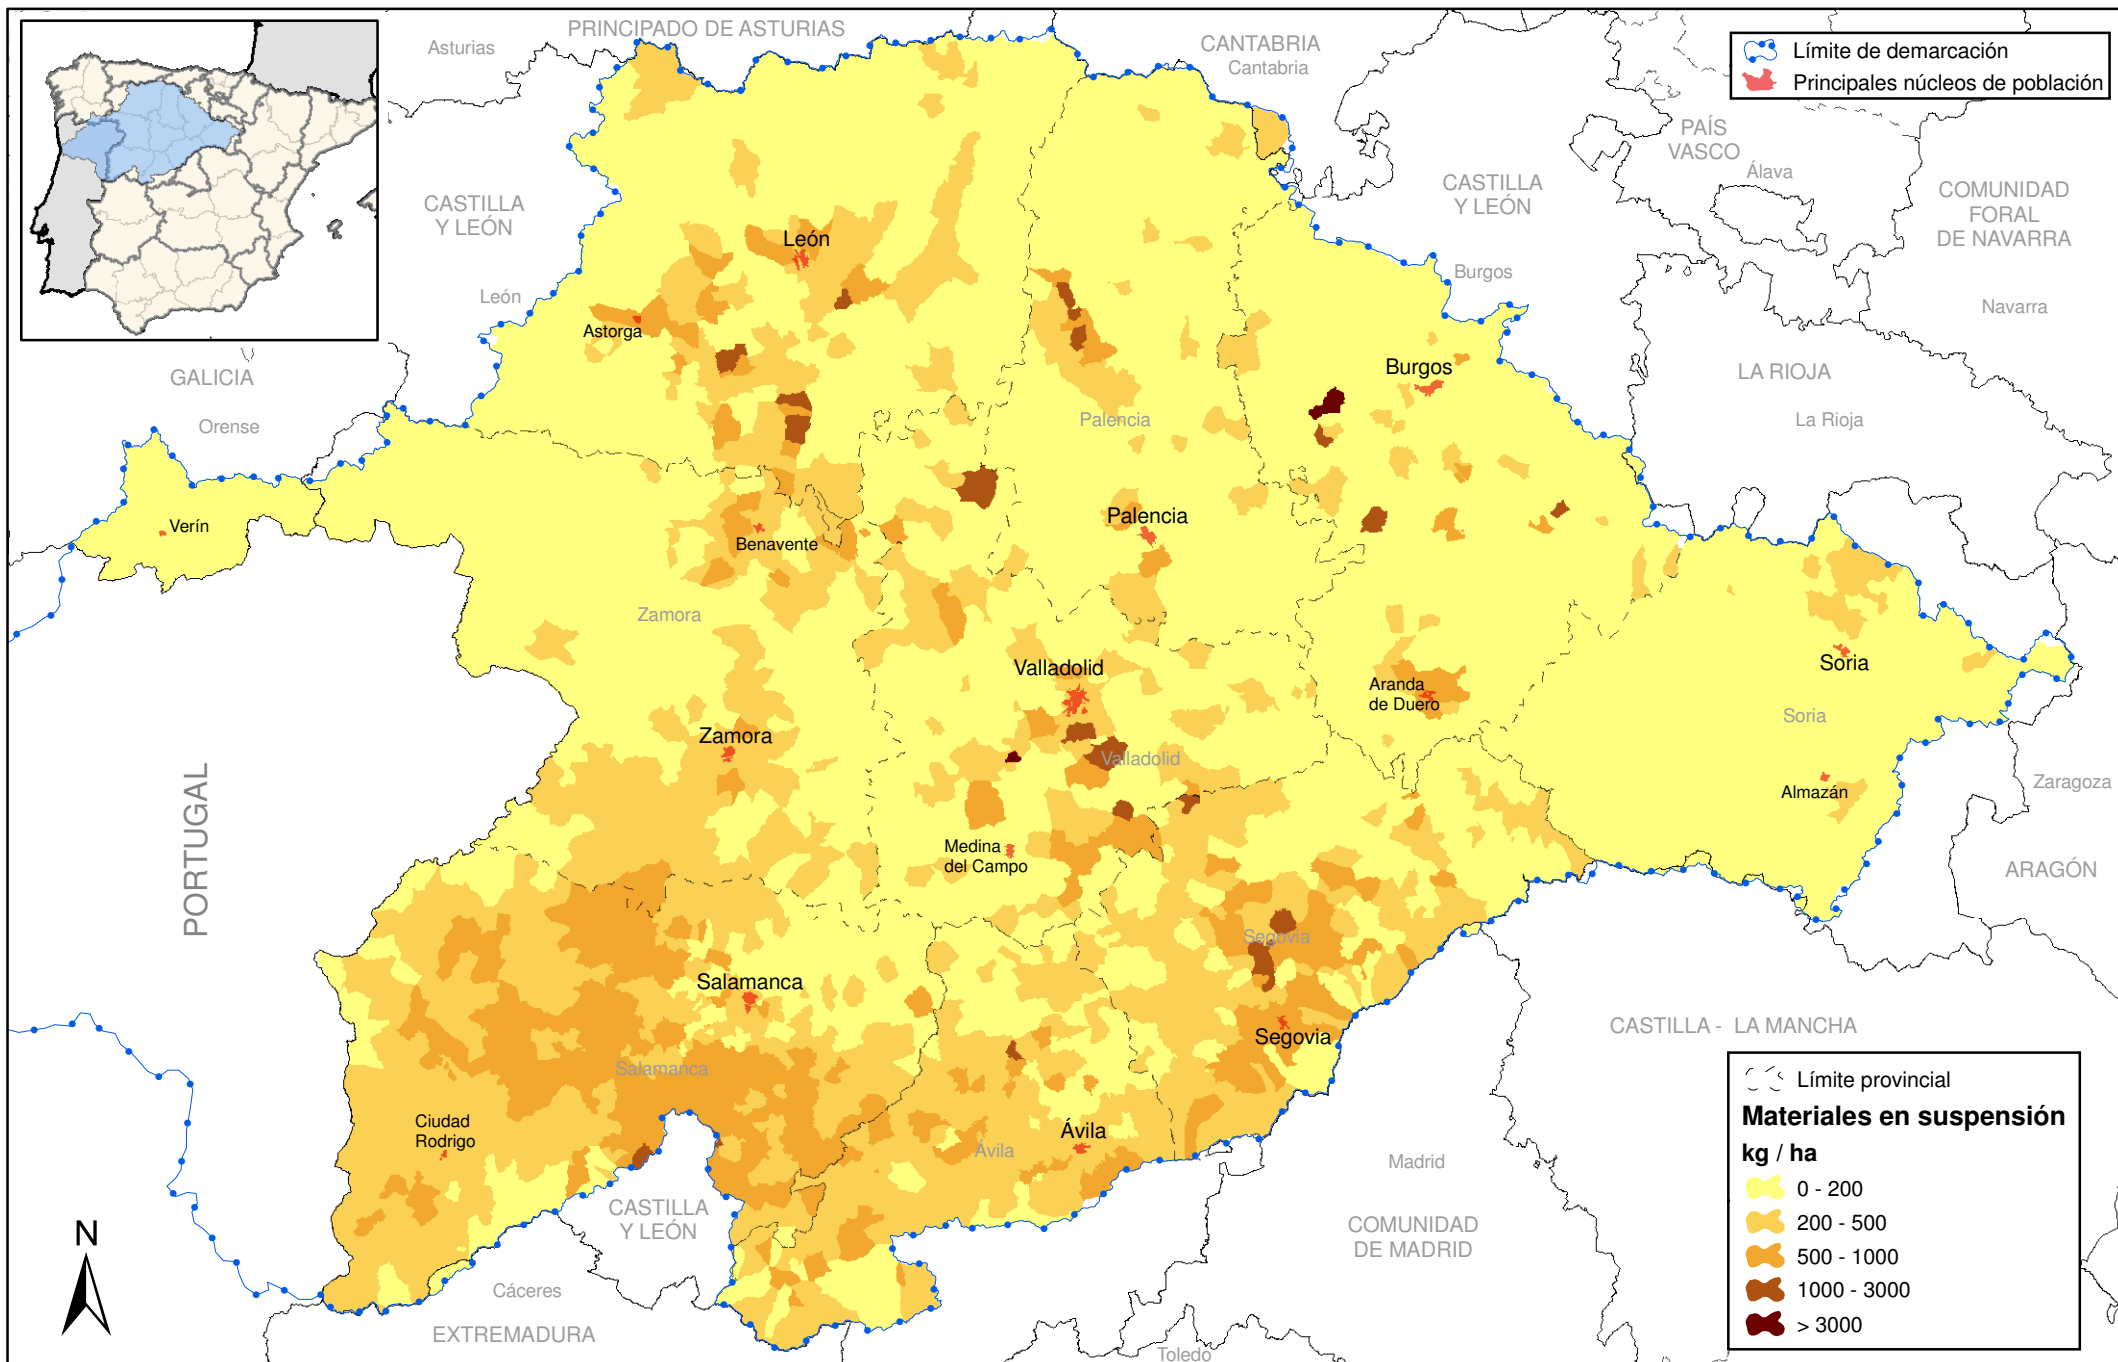 PRINCIPADO DE ASTURIAS
Asturias
CANTABRIA
Cantabria
Límite de demarcación
Principales núcleos de población
PAÍS
VASCO
Álava
CASTILLA
Y LEÓN
COMUNIDAD
FORAL
DE NAVARRA
CASTILLA
Y LEÓN
León
León
Burgos
Navarra
Astorga
GALICIA
Orense
Burgos
LA RIOJA
La Rioja
Palencia
Verín
Benavente
Palencia
Zamora
Valladolid
Aranda
de Duero
Soria
Soria
Zamora
Valladolid
Almazán
Zaragoza
PORTUGAL
Medina
del Campo
ARAGÓN
Segovia
Salamanca
Segovia
CASTILLA - LA MANCHA
Salamanca
Ciudad
Rodrigo
Ávila
Ávila
Madrid
CASTILLA
Y LEÓN
COMUNIDAD
DE MADRID
N
Cáceres
EXTREMADURA
Toledo
Límite provincial
Materiales en suspensión
kg / ha
0 - 200
200 - 500
500 - 1000
1000 - 3000
> 3000